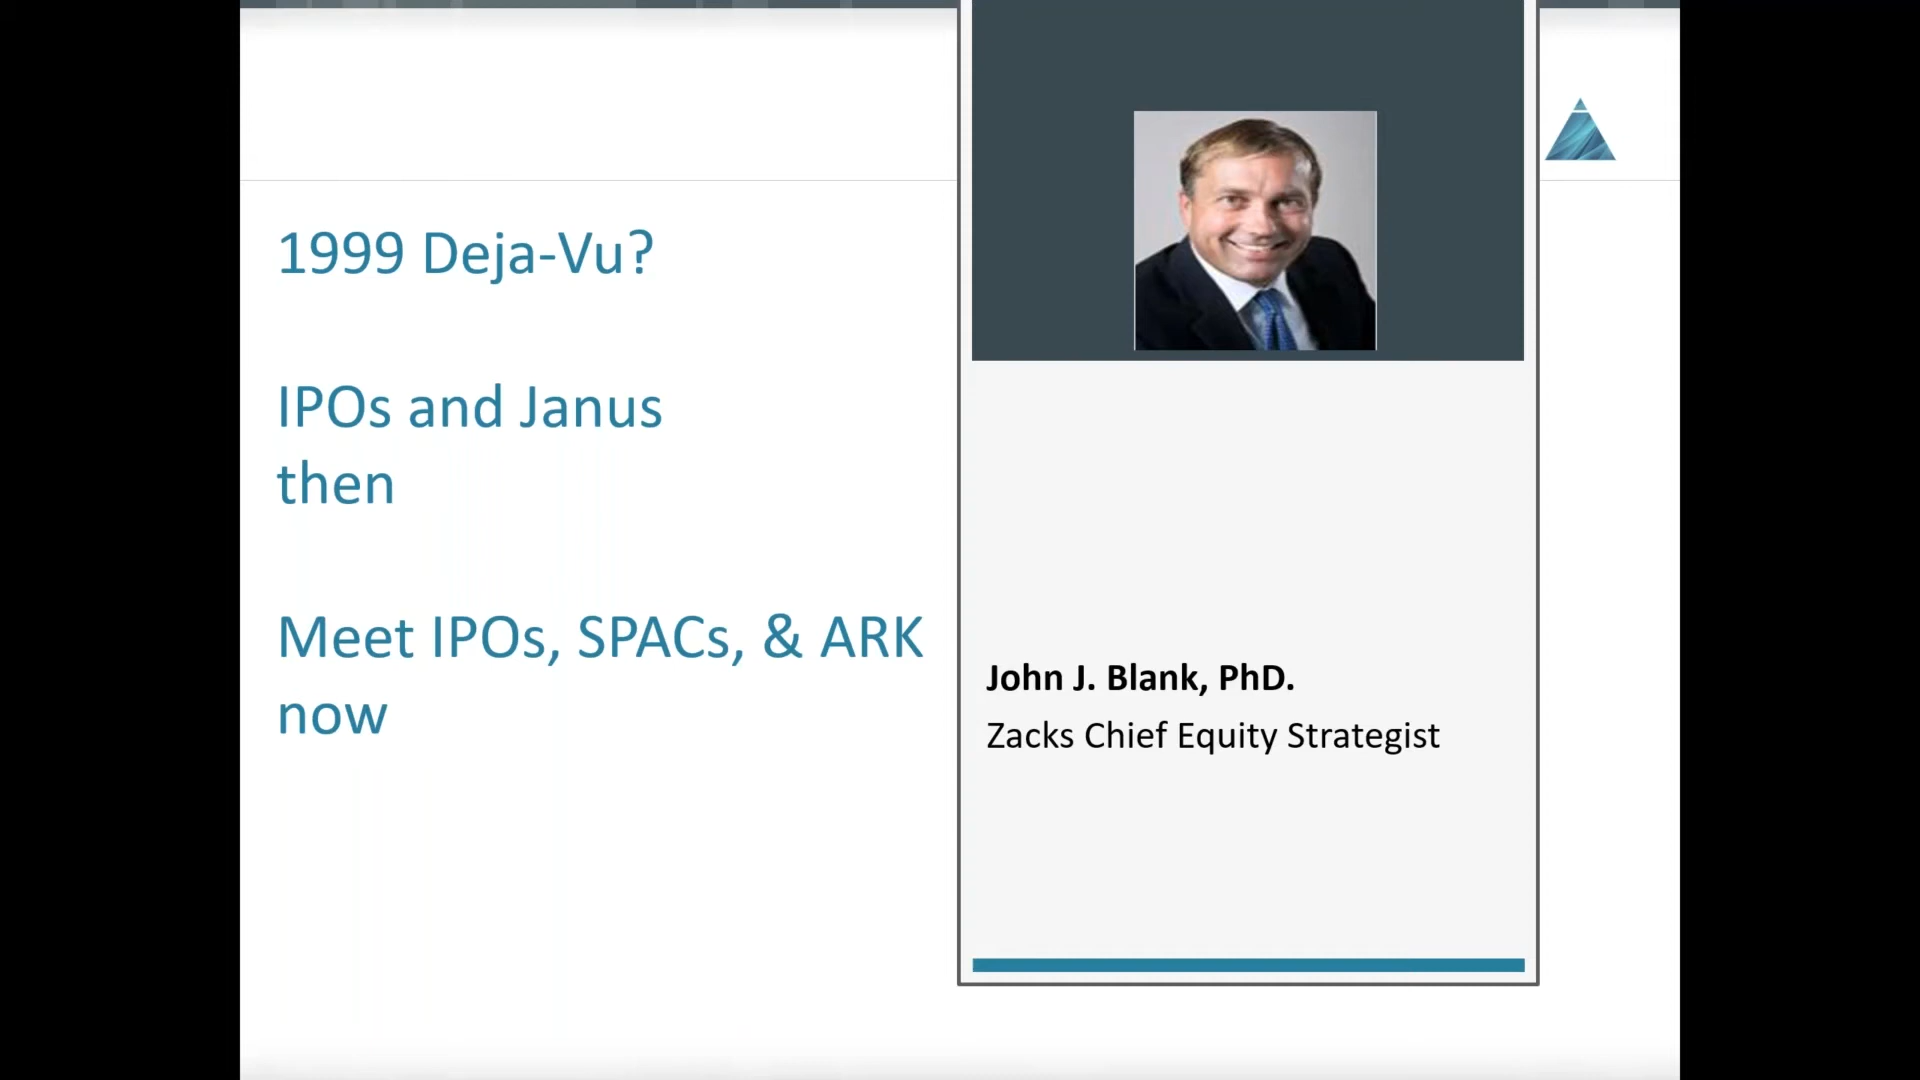 1999 Deja-Vu?
IPOs and Janus
then
Meet IPOs, SPACs, & ARK
now
John J. Blank, PhD.
Zacks Chief Equity Strategist